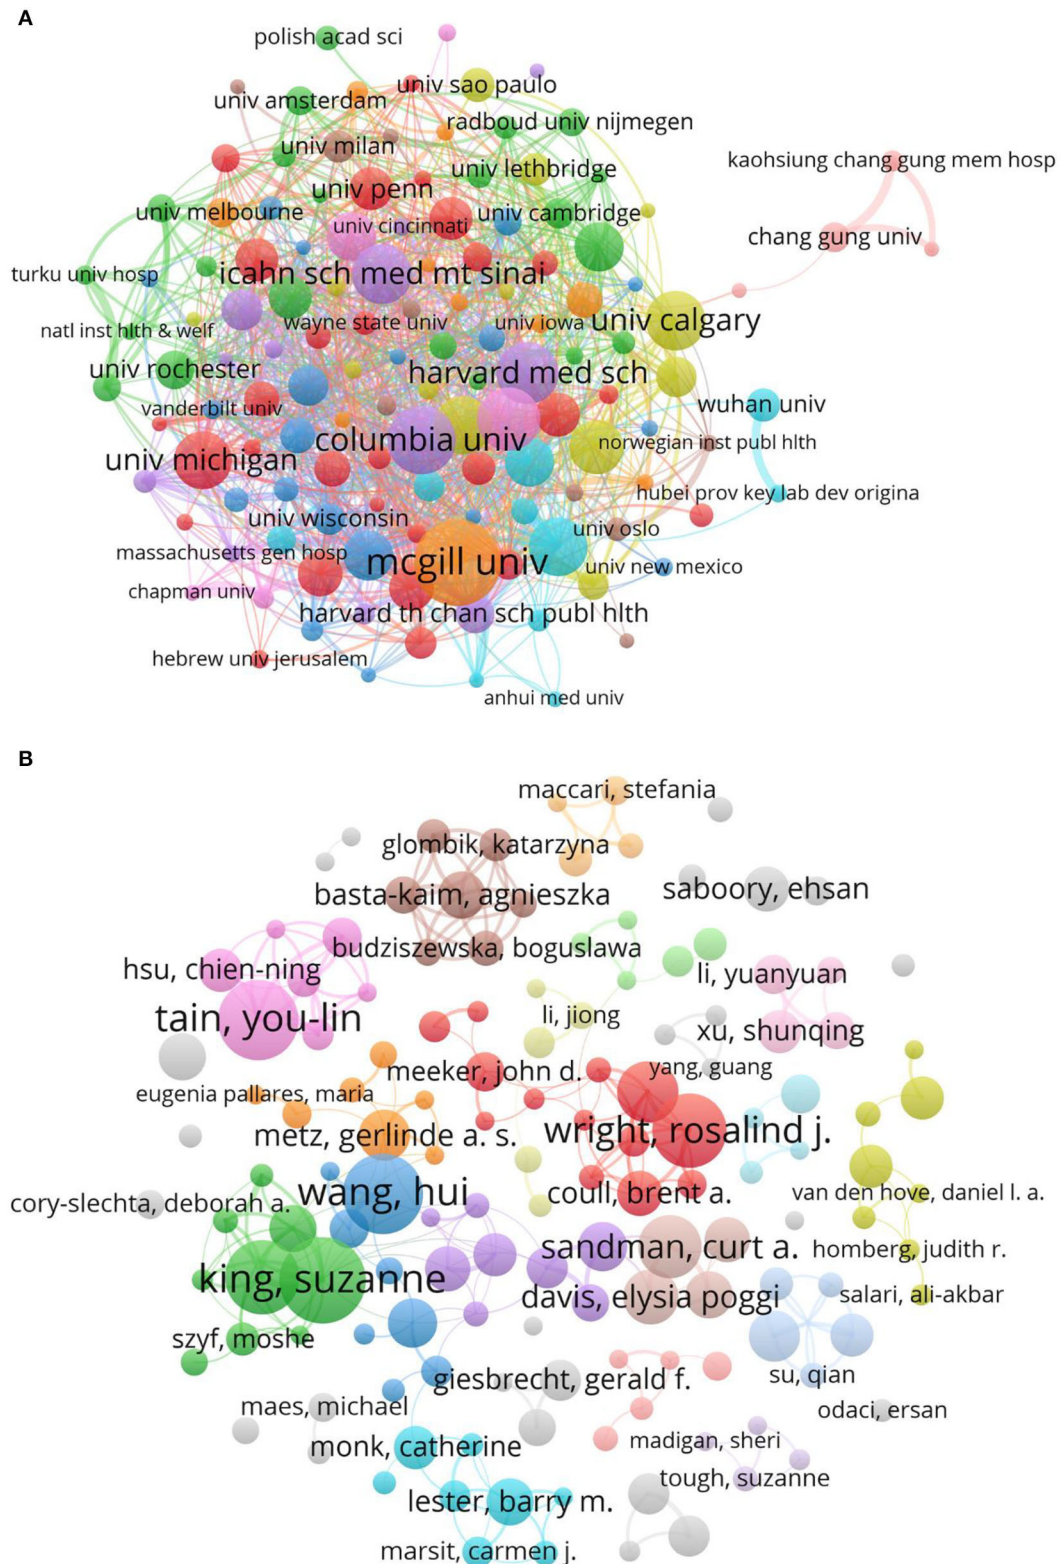 A
polish acad sci
univ sao paulo
univ amsterdam
radboud univ nijmegen
univ milan
kaohsiung chang gung mem hosp
univ lethbridge
univ penn
univ melbourne
univ cambridge
univ cincinnati
chang gung univ
turku univ hosp
icahn sch med mt sinai
natl inst hlth & welf
wayne state univ
univ iowa
univ calgary
univ rochester
harvard med sch
vanderbilt univ
wuhan univ
columbia univ
norwegian inst publ hlth
univ michigan
hubei prov key lab dev origina
univ wisconsin
univ oslo
massachusetts gen hosp
mcgill univ
univ new mexico
chapman univ
harvard th chan sch publ hlth
hebrew univ jerusalem
anhui med univ
B
maccari, stefania
glombik, katarzyna
basta-kaim, agnieszka
saboory, ehsan
budziszewska, boguslawa
hsu, chien-ning
li, yuanyuan
tain, you-lin
li, jiong
xu, shunqing
meeker, john d.
yang, guang
eugenia pallares, maria
metz, gerlinde a. s.
wright, rosalind j.
wang, hui
coull, brent a.
van den hove, daniel l. a.
cory-slechta, deborah a.
sandman, curt a.
homberg, judith r.
king, suzanne
davis, elysia poggi
salari, ali-akbar
szyf, moshe
giesbrecht, gerald f.
su, qian
maes, michael
odaci, ersan
monk, catherine
madigan, sheri
tough, suzanne
lester, barry m.
marsit, carmen j.